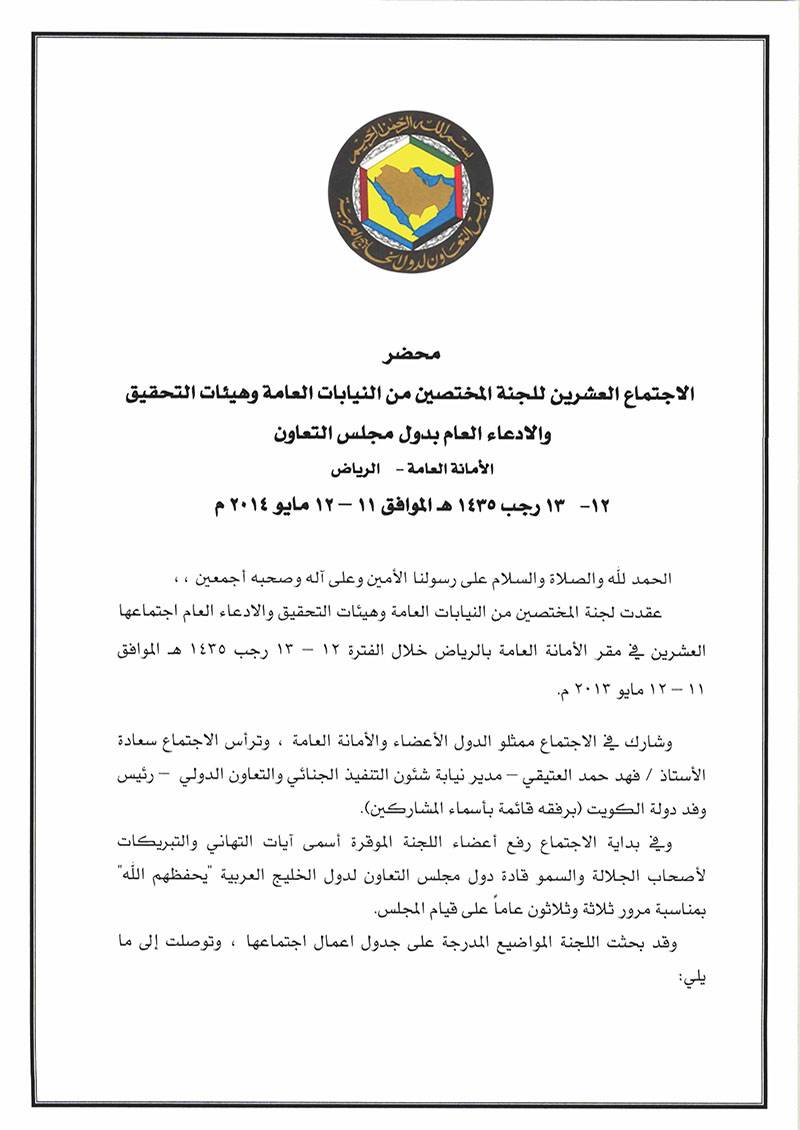 بسم الله الرحمن الرحيم
مجلس التعاون لدول الخليج العربية
محضر
الاجتماع العشرين للجنة المختصين من النيابات العامة وهيئات التحقيق
والادعاء العام بدول مجلس التعاون
الأمانة العامة - الرياض
١٢- ١٣ رجب ١٤٣٥ هـ الموافق ١١ – ١٢ مايو ٢٠١٤ م
الحمد لله والصلاة والسلام على رسولنا الأمين وعلى آله وصحبه أجمعين ، ،
عقدت لجنة المختصين من النيابات العامة وهيئات التحقيق والادعاء العام اجتماعها
العشرين في مقر الأمانة العامة بالرياض خلال الفترة ١٢ – ١٣ رجب ١٤٣٥ هـ الموافق
١١ – ١٢ مايو ٢٠١٣ م.
وشارك في الاجتماع ممثلو الدول الأعضاء والأمانة العامة ، وترأس الاجتماع سعادة
الأستاذ / فهد حمد العتيقي – مدير نيابة شئون التنفيذ الجنائي والتعاون الدولي – رئيس
وفد دولة الكويت (برفقه قائمة بأسماء المشاركين).
وفي بداية الاجتماع رفع أعضاء اللجنة الموقرة أسمى آيات التهاني والتبريكات
لأصحاب الجلالة والسمو قادة دول مجلس التعاون لدول الخليج العربية "يحفظهم الله"
بمناسبة مرور ثلاثة وثلاثون عاماً على قيام المجلس.
وقد بحثت اللجنة المواضيع المدرجة على جدول اعمال اجتماعها ، وتوصلت إلى ما
يلي: